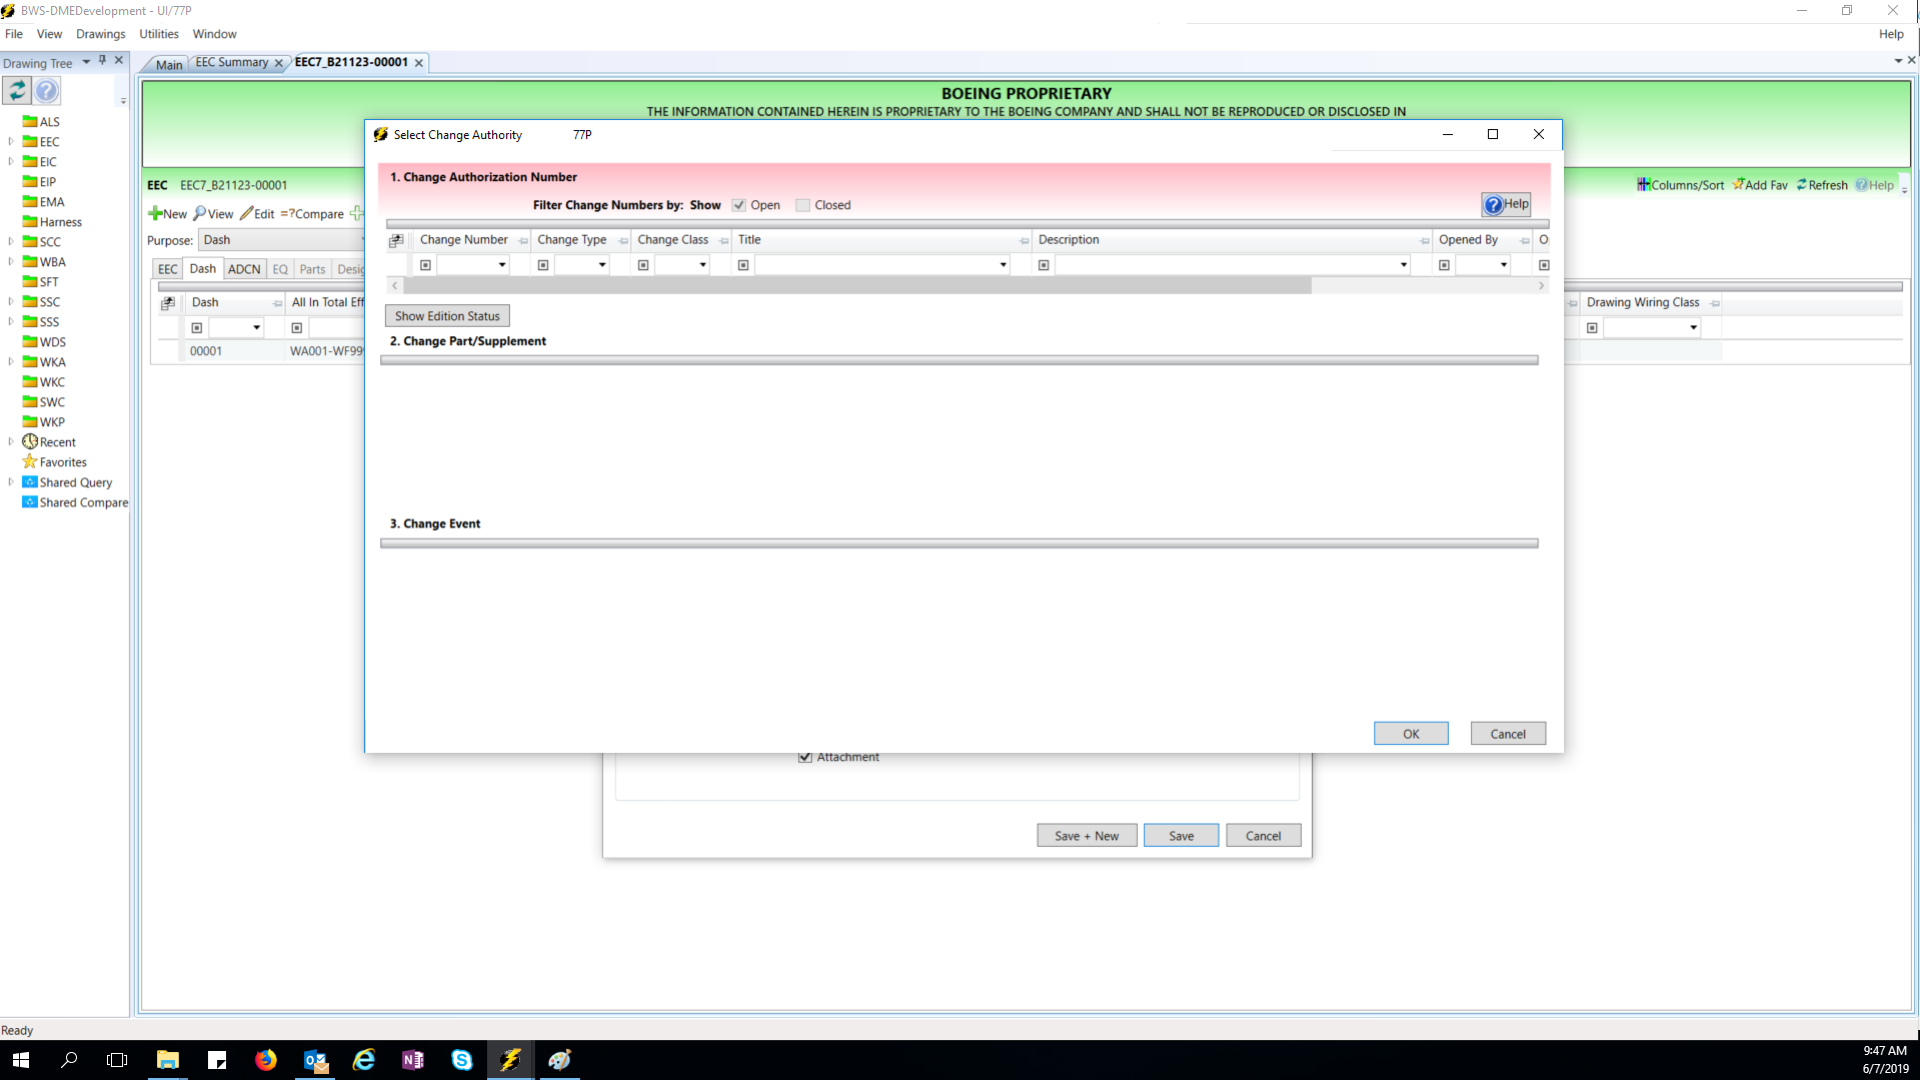 BWS-DMEDevelopment - UI/77P
File View Drawings Utilities Window Help
Drawing Tree
Main EEC Summary EEC7_B21123-00001
BOEING PROPRIETARY
THE INFORMATION CONTAINED HEREIN IS PROPRIETARY TO THE BOEING COMPANY AND SHALL NOT BE REPRODUCED OR DISCLOSED IN
ALS
EEC
EIC
EIP
EMA
Harness
SCC
WBA
SFT
SSC
SSS
WDS
WKA
WKC
SWC
WKP
Recent
Favorites
Shared Query
Shared Compare
EEC EEC7_B21123-00001
Columns/Sort Add Fav Refresh Help
New View Edit =?Compare
Purpose: Dash
EEC Dash ADCN EQ Parts Desig
Dash All In Total Eff
Drawing Wiring Class
00001 WA001-WF999
Select Change Authority 77P
1. Change Authorization Number
Filter Change Numbers by: Show Open Closed
Help
Change Number Change Type Change Class Title Description Opened By O
Show Edition Status
2. Change Part/Supplement
3. Change Event
OK Cancel
Attachment
Save + New Save Cancel
Ready
9:47 AM
6/7/2019